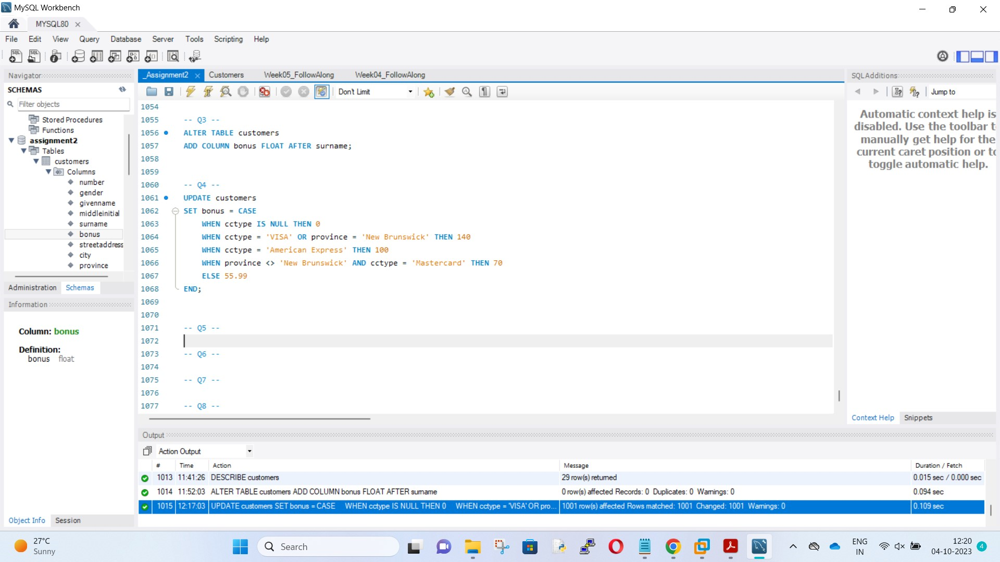 MySQL Workbench
MYSQL80
File Edit View Query Database Server Tools Scripting Help
Navigator
SCHEMAS
Filter objects
Stored Procedures
Functions
assignment2
Tables
customers
Columns
number
gender
givenname
middleinitial
surname
bonus
streetaddress
city
province
Administration Schemas
Information
Column: bonus
Definition:
bonus float
Object Info Session
_Assignment2 Customers Week05_FollowAlong Week04_FollowAlong
Don't Limit
1054
1055 -- Q3 --
1056 ALTER TABLE customers
1057 ADD COLUMN bonus FLOAT AFTER surname;
1058
1059
1060 -- Q4 --
1061 UPDATE customers
1062 SET bonus = CASE
1063 WHEN cctype IS NULL THEN 0
1064 WHEN cctype = 'VISA' OR province = 'New Brunswick' THEN 140
1065 WHEN cctype = 'American Express' THEN 100
1066 WHEN province <> 'New Brunswick' AND cctype = 'Mastercard' THEN 70
1067 ELSE 55.99
1068 END;
1069
1070
1071 -- Q5 --
1072
1073 -- Q6 --
1074
1075 -- Q7 --
1076
1077 -- Q8 --
SQLAdditions
Jump to
Automatic context help is
disabled. Use the toolbar t
manually get help for the
current caret position or to
toggle automatic help.
Context Help Snippets
Output
Action Output
# Time Action Message Duration / Fetch
1013 11:41:26 DESCRIBE customers 29 row(s) returned 0.015 sec / 0.000 sec
1014 11:52:03 ALTER TABLE customers ADD COLUMN bonus FLOAT AFTER surname 0 row(s) affected Records: 0 Duplicates: 0 Warnings: 0 0.094 sec
1015 12:17:03 UPDATE customers SET bonus = CASE WHEN cctype IS NULL THEN 0 WHEN cctype = 'VISA' OR pro... 1001 row(s) affected Rows matched: 1001 Changed: 1001 Warnings: 0 0.109 sec
27°C
Sunny
Search
ENG
IN
12:20
04-10-2023
4